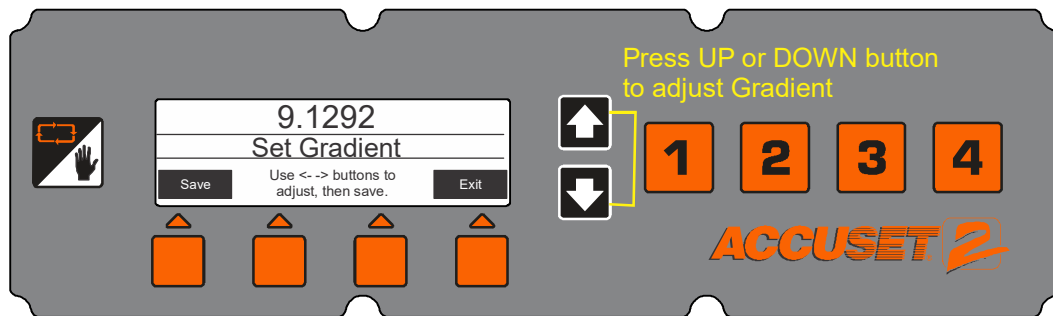 Press UP or DOWN button
to adjust Gradient
9.1292
Set Gradient
Save
Use <- -> buttons to
adjust, then save.
Exit
1
2
3
4
ACCUSET 2